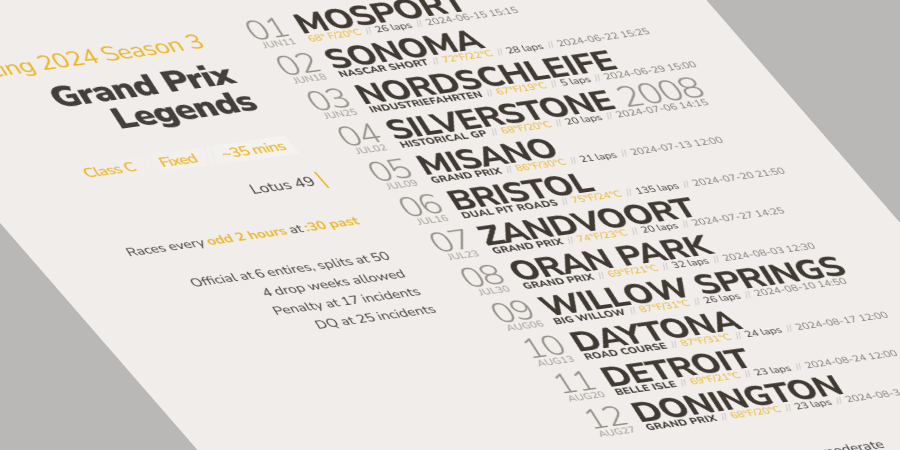 2024 Season 3
Grand Prix
Legends
Class C Fixed ~35 mins
Lotus 49
Races every odd 2 hours at :30 past
Official at 6 entires, splits at 50
4 drop weeks allowed
Penalty at 17 incidents
DQ at 25 incidents
01 MOSPORT
JUN11 68°F/20°C // 26 laps // 2024-06-15 15:15
02 SONOMA
JUN18 NASCAR SHORT // 72°F/22°C // 28 laps // 2024-06-22 15:25
03 NORDSCHLEIFE
JUN25 INDUSTRIEFAHRTEN // 67°F/19°C // 5 laps // 2024-06-29 15:00
04 SILVERSTONE 2008
JUL02 HISTORICAL GP // 68°F/20°C // 20 laps // 2024-07-06 14:15
05 MISANO
JUL09 GRAND PRIX // 86°F/30°C // 21 laps // 2024-07-13 12:00
06 BRISTOL
JUL16 DUAL PIT ROADS // 75°F/24°C // 135 laps // 2024-07-20 21:50
07 ZANDVOORT
JUL23 GRAND PRIX // 74°F/23°C // 20 laps // 2024-07-27 14:25
08 ORAN PARK
JUL30 GRAND PRIX // 69°F/21°C // 32 laps // 2024-08-03 12:30
09 WILLOW SPRINGS
AUG06 BIG WILLOW // 87°F/31°C // 26 laps // 2024-08-10 14:50
10 DAYTONA
AUG13 ROAD COURSE // 87°F/31°C // 24 laps // 2024-08-17 12:00
11 DETROIT
AUG20 BELLE ISLE // 69°F/21°C // 23 laps // 2024-08-24 12:00
12 DONINGTON
AUG27 GRAND PRIX // 68°F/20°C // 23 laps // 2024-08-3